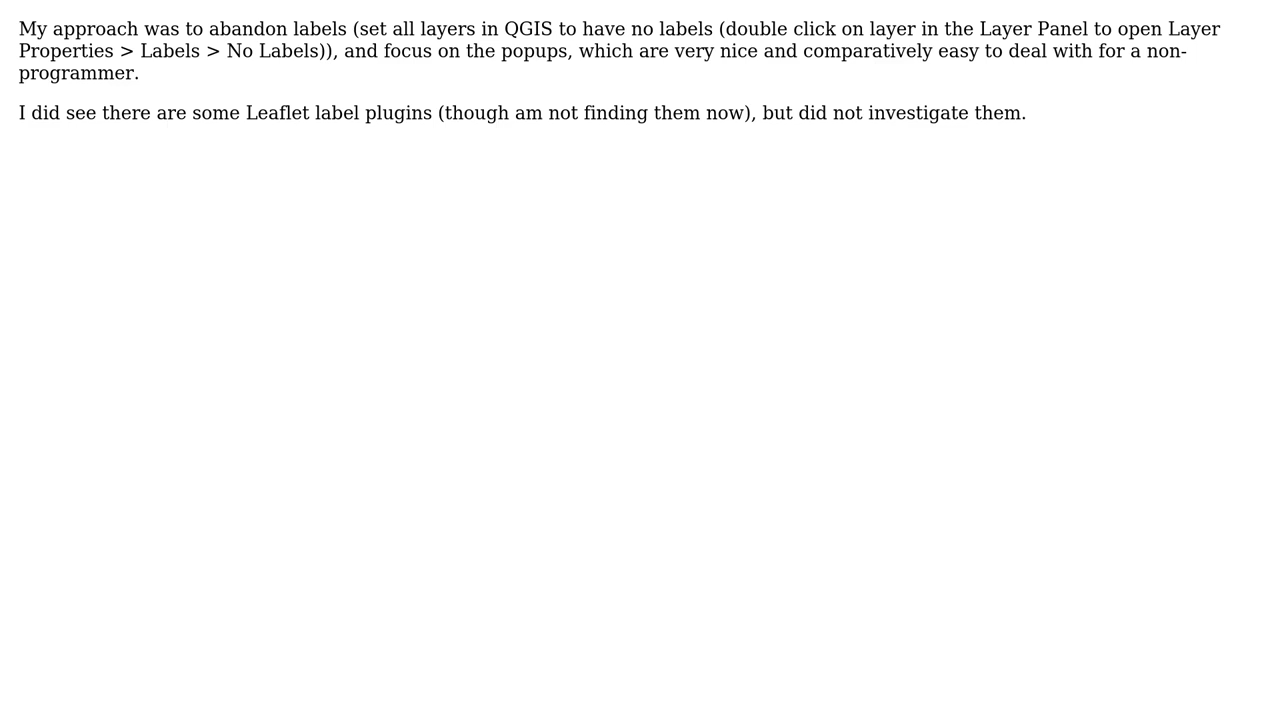 My approach was to abandon labels (set all layers in QGIS to have no labels (double click on layer in the Layer Panel to open Layer
Properties > Labels > No Labels)), and focus on the popups, which are very nice and comparatively easy to deal with for a non-
programmer.
I did see there are some Leaflet label plugins (though am not finding them now), but did not investigate them.